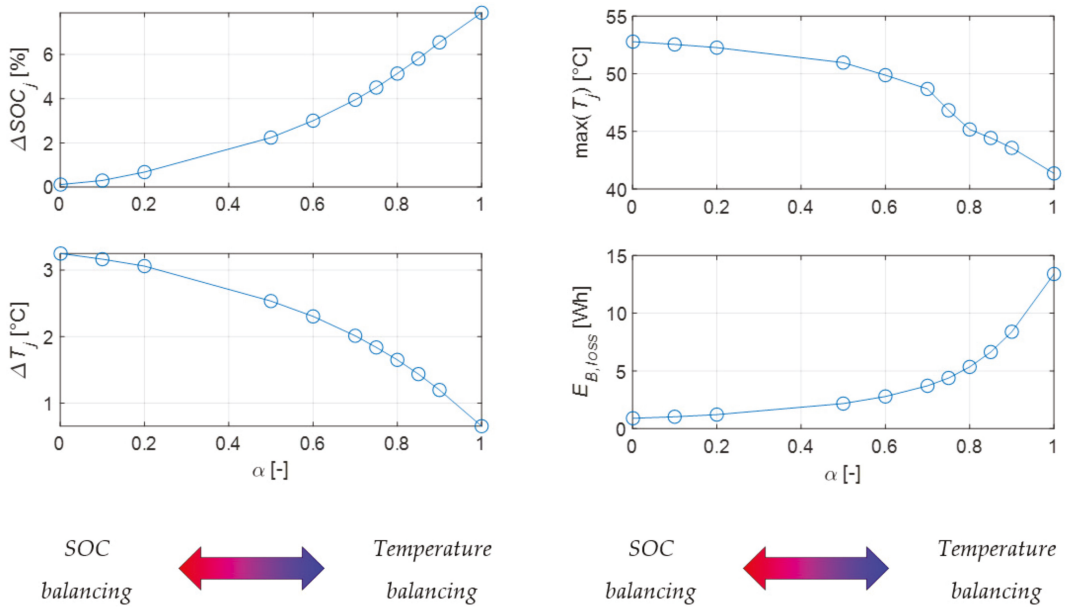 ΔSOC_j [%]
6
4
2
0
0 0.2 0.4 0.6 0.8 1
max(T_j) [°C]
55
50
45
40
0 0.2 0.4 0.6 0.8 1
ΔT_j [°C]
3
2
1
0 0.2 0.4 0.6 0.8 1
α [-]
E_{B,loss} [Wh]
15
10
5
0
0 0.2 0.4 0.6 0.8 1
α [-]
SOC
balancing
Temperature
balancing
SOC
balancing
Temperature
balancing